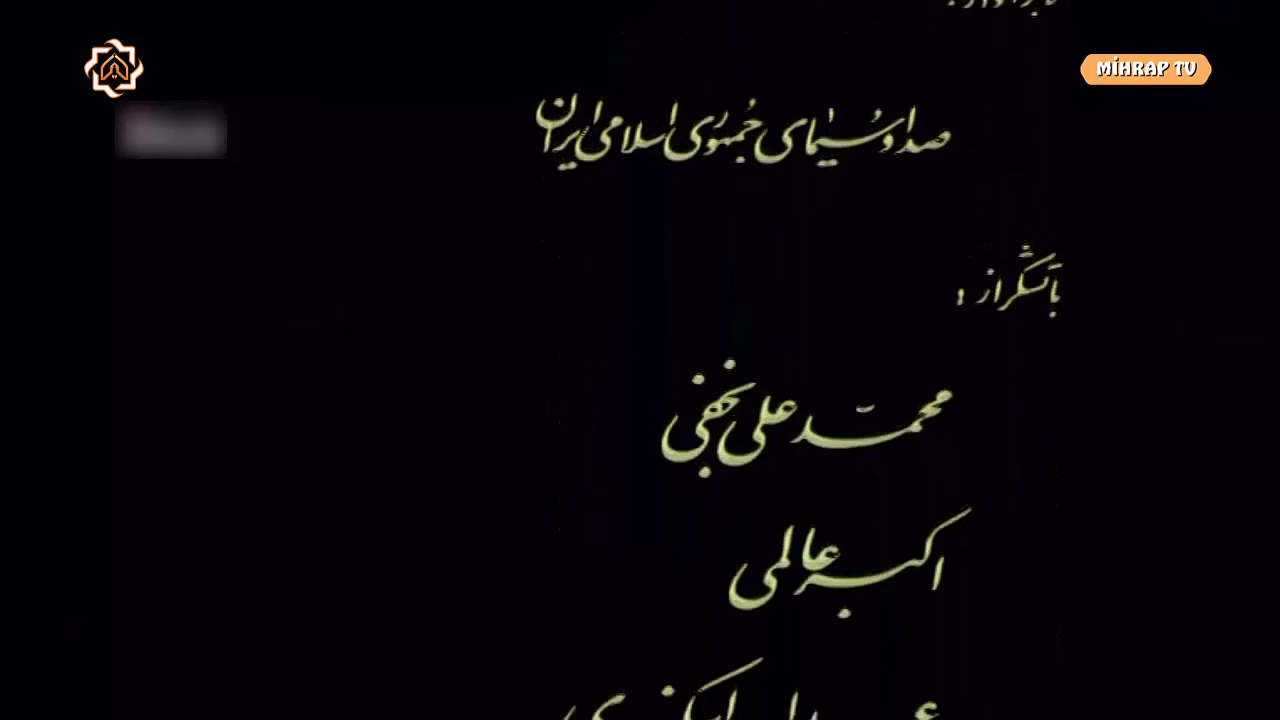 MİHRAP TV
صدا و سیمای جمهوری اسلامی ایران
با تشکر از :
محمد علی نجفی
اکبر عالمی